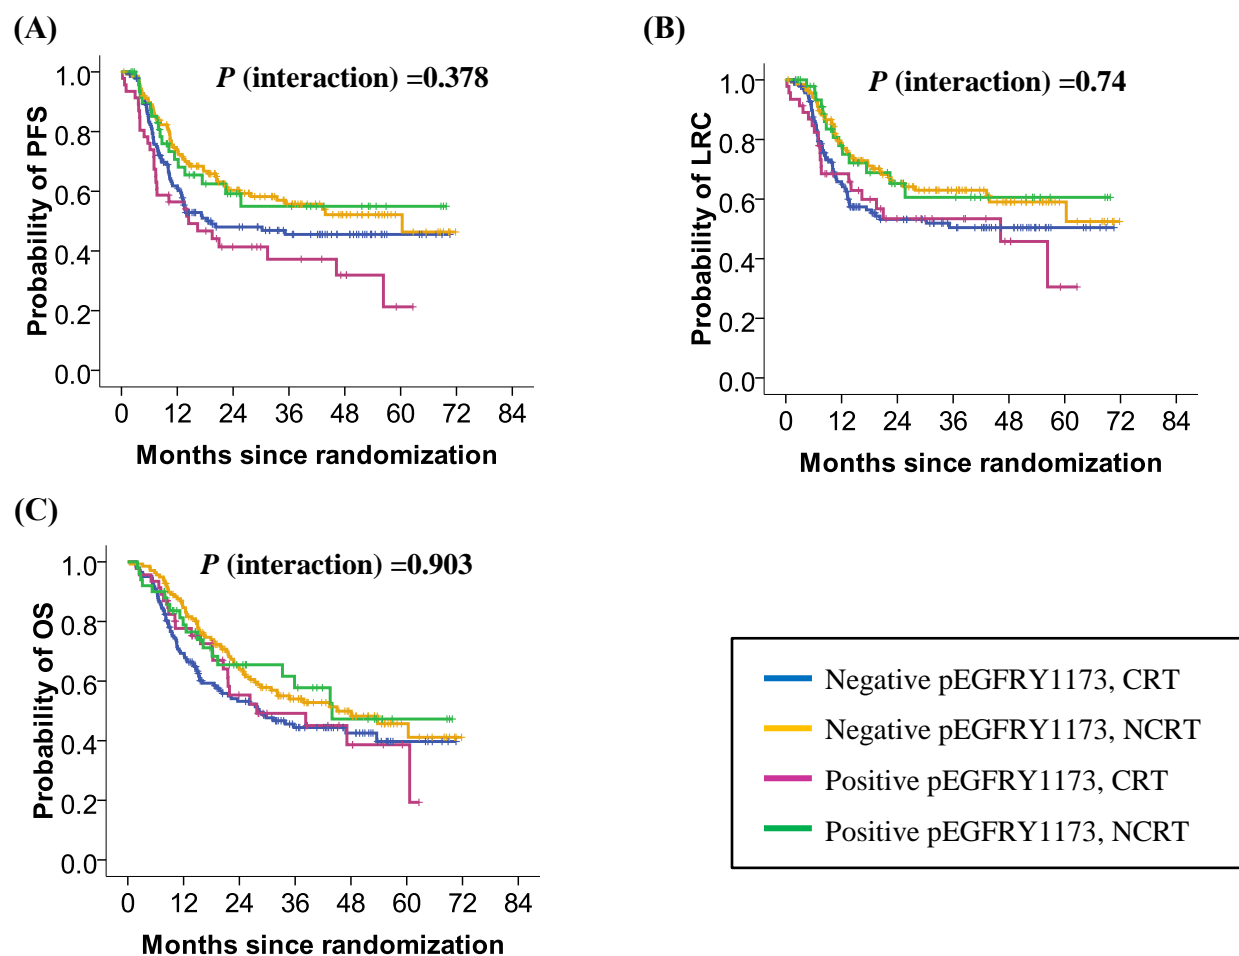 (A)
P (interaction) =0.378
Probability of PFS
1.0
0.8
0.6
0.4
0.2
0.0
0 12 24 36 48 60 72 84
Months since randomization
(B)
P (interaction) =0.74
Probability of LRC
1.0
0.8
0.6
0.4
0.2
0.0
0 12 24 36 48 60 72 84
Months since randomization
(C)
P (interaction) =0.903
Probability of OS
1.0
0.8
0.6
0.4
0.2
0.0
0 12 24 36 48 60 72 84
Months since randomization
Negative pEGFRY1173, CRT
Negative pEGFRY1173, NCRT
Positive pEGFRY1173, CRT
Positive pEGFRY1173, NCRT